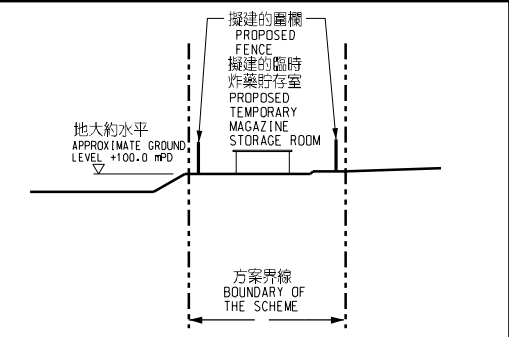 擬建的圍欄
PROPOSED
FENCE
擬建的臨時
炸藥貯存室
PROPOSED
TEMPORARY
MAGAZINE
STORAGE ROOM
地大約水平
APPROXIMATE GROUND
LEVEL +100.0 mPD
方案界線
BOUNDARY OF
THE SCHEME